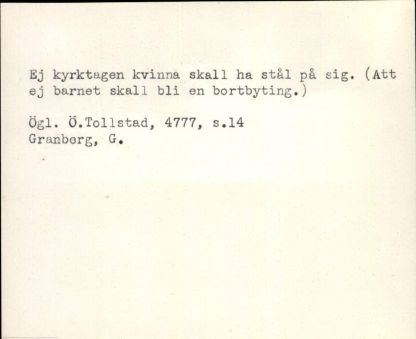 Ej kyrktagen kvinna skall ha stål på sig. (Att
ej barnet skall bli en bortbyting.)
Ögl. Ö.Tollstad, 4777, s.14
Granberg, G.